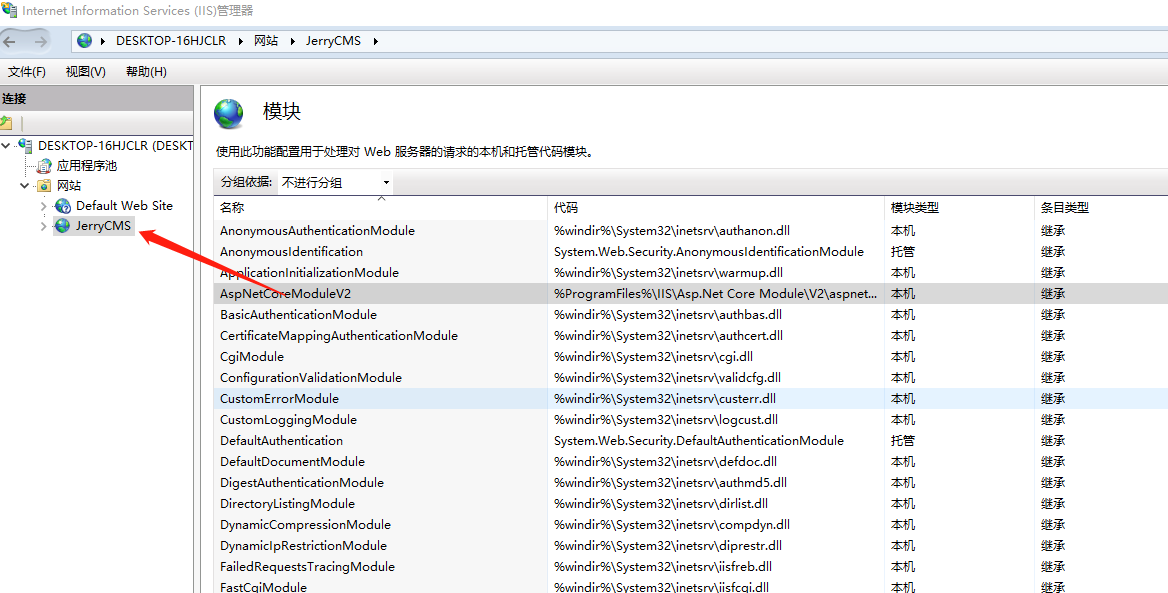 Internet Information Services (IIS)管理器
DESKTOP-16HJCLR 网站 JerryCMS
文件(F) 视图(V) 帮助(H)
连接
DESKTOP-16HJCLR (DESKT
应用程序池
网站
Default Web Site
JerryCMS
模块
使用此功能配置用于处理对 Web 服务器的请求的本机和托管代码模块。
分组依据: 不进行分组
名称 代码 模块类型 条目类型
AnonymousAuthenticationModule %windir%\System32\inetsrv\authanon.dll 本机 继承
AnonymousIdentification System.Web.Security.AnonymousIdentificationModule 托管 继承
ApplicationInitializationModule %windir%\System32\inetsrv\warmup.dll 本机 继承
AspNetCoreModuleV2 %ProgramFiles%\IIS\Asp.Net Core Module\V2\aspnet... 本机 继承
BasicAuthenticationModule %windir%\System32\inetsrv\authbas.dll 本机 继承
CertificateMappingAuthenticationModule %windir%\System32\inetsrv\authcert.dll 本机 继承
CgiModule %windir%\System32\inetsrv\cgi.dll 本机 继承
ConfigurationValidationModule %windir%\System32\inetsrv\validcfg.dll 本机 继承
CustomErrorModule %windir%\System32\inetsrv\custerr.dll 本机 继承
CustomLoggingModule %windir%\System32\inetsrv\logcust.dll 本机 继承
DefaultAuthentication System.Web.Security.DefaultAuthenticationModule 托管 继承
DefaultDocumentModule %windir%\System32\inetsrv\defdoc.dll 本机 继承
DigestAuthenticationModule %windir%\System32\inetsrv\authmd5.dll 本机 继承
DirectoryListingModule %windir%\System32\inetsrv\dirlist.dll 本机 继承
DynamicCompressionModule %windir%\System32\inetsrv\compdyn.dll 本机 继承
DynamicIpRestrictionModule %windir%\System32\inetsrv\diprestr.dll 本机 继承
FailedRequestsTracingModule %windir%\System32\inetsrv\iisfreb.dll 本机 继承
FastCgiModule %windir%\System32\inetsrv\iisfcgi.dll 本机 继承